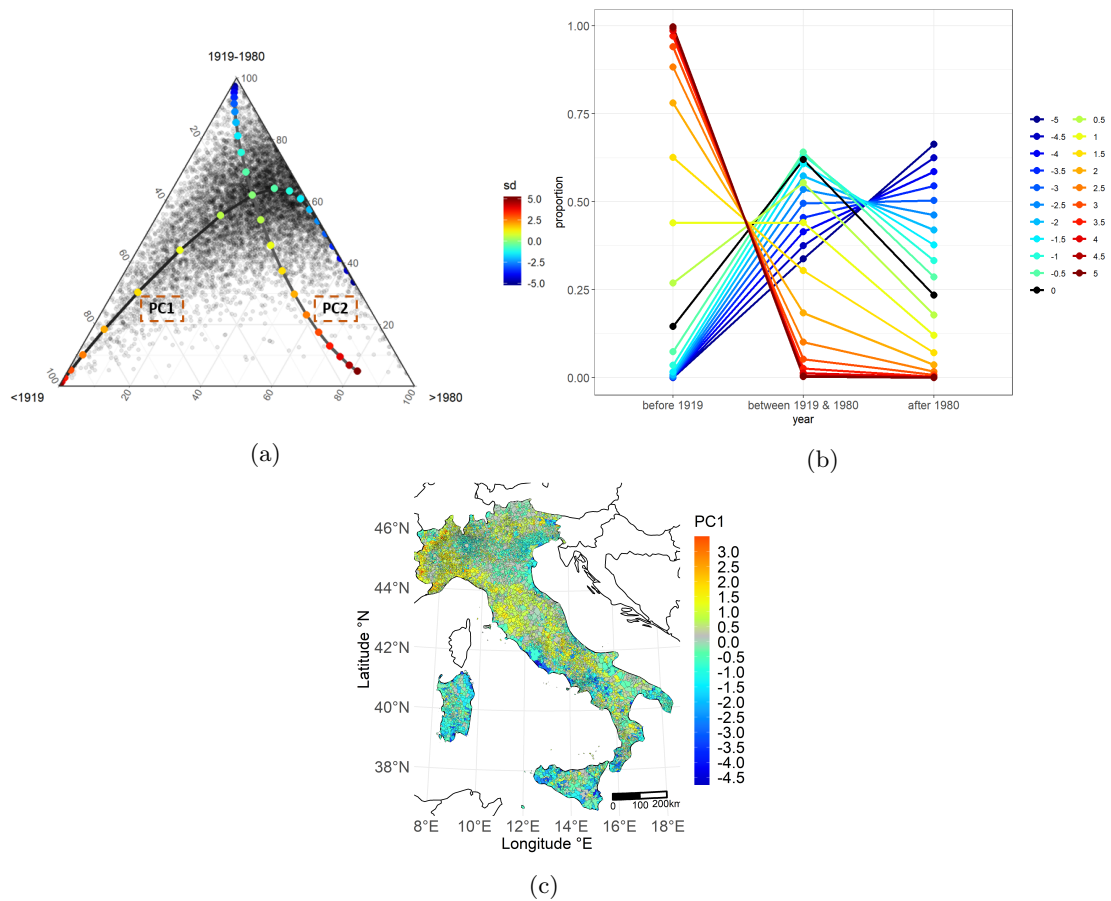 1919-1980
100
20
80
40
60
60
40
PC1
PC2
80
20
100
<1919
20
40
60
80
100
>1980
sd
5.0
2.5
0.0
-2.5
-5.0
(a)
1.00
0.75
0.50
0.25
0.00
proportion
before 1919
between 1919 & 1980
after 1980
year
-5
0.5
-4.5
1
-4
1.5
-3.5
2
-3
2.5
-2.5
3
-2
3.5
-1.5
4
-1
4.5
-0.5
5
0
(b)
46°N
44°N
42°N
40°N
38°N
Latitude °N
8°E
10°E
12°E
14°E
16°E
18°E
Longitude °E
0
100
200km
PC1
3.0
2.5
2.0
1.5
1.0
0.5
0.0
-0.5
-1.0
-1.5
-2.0
-2.5
-3.0
-3.5
-4.0
-4.5
(c)